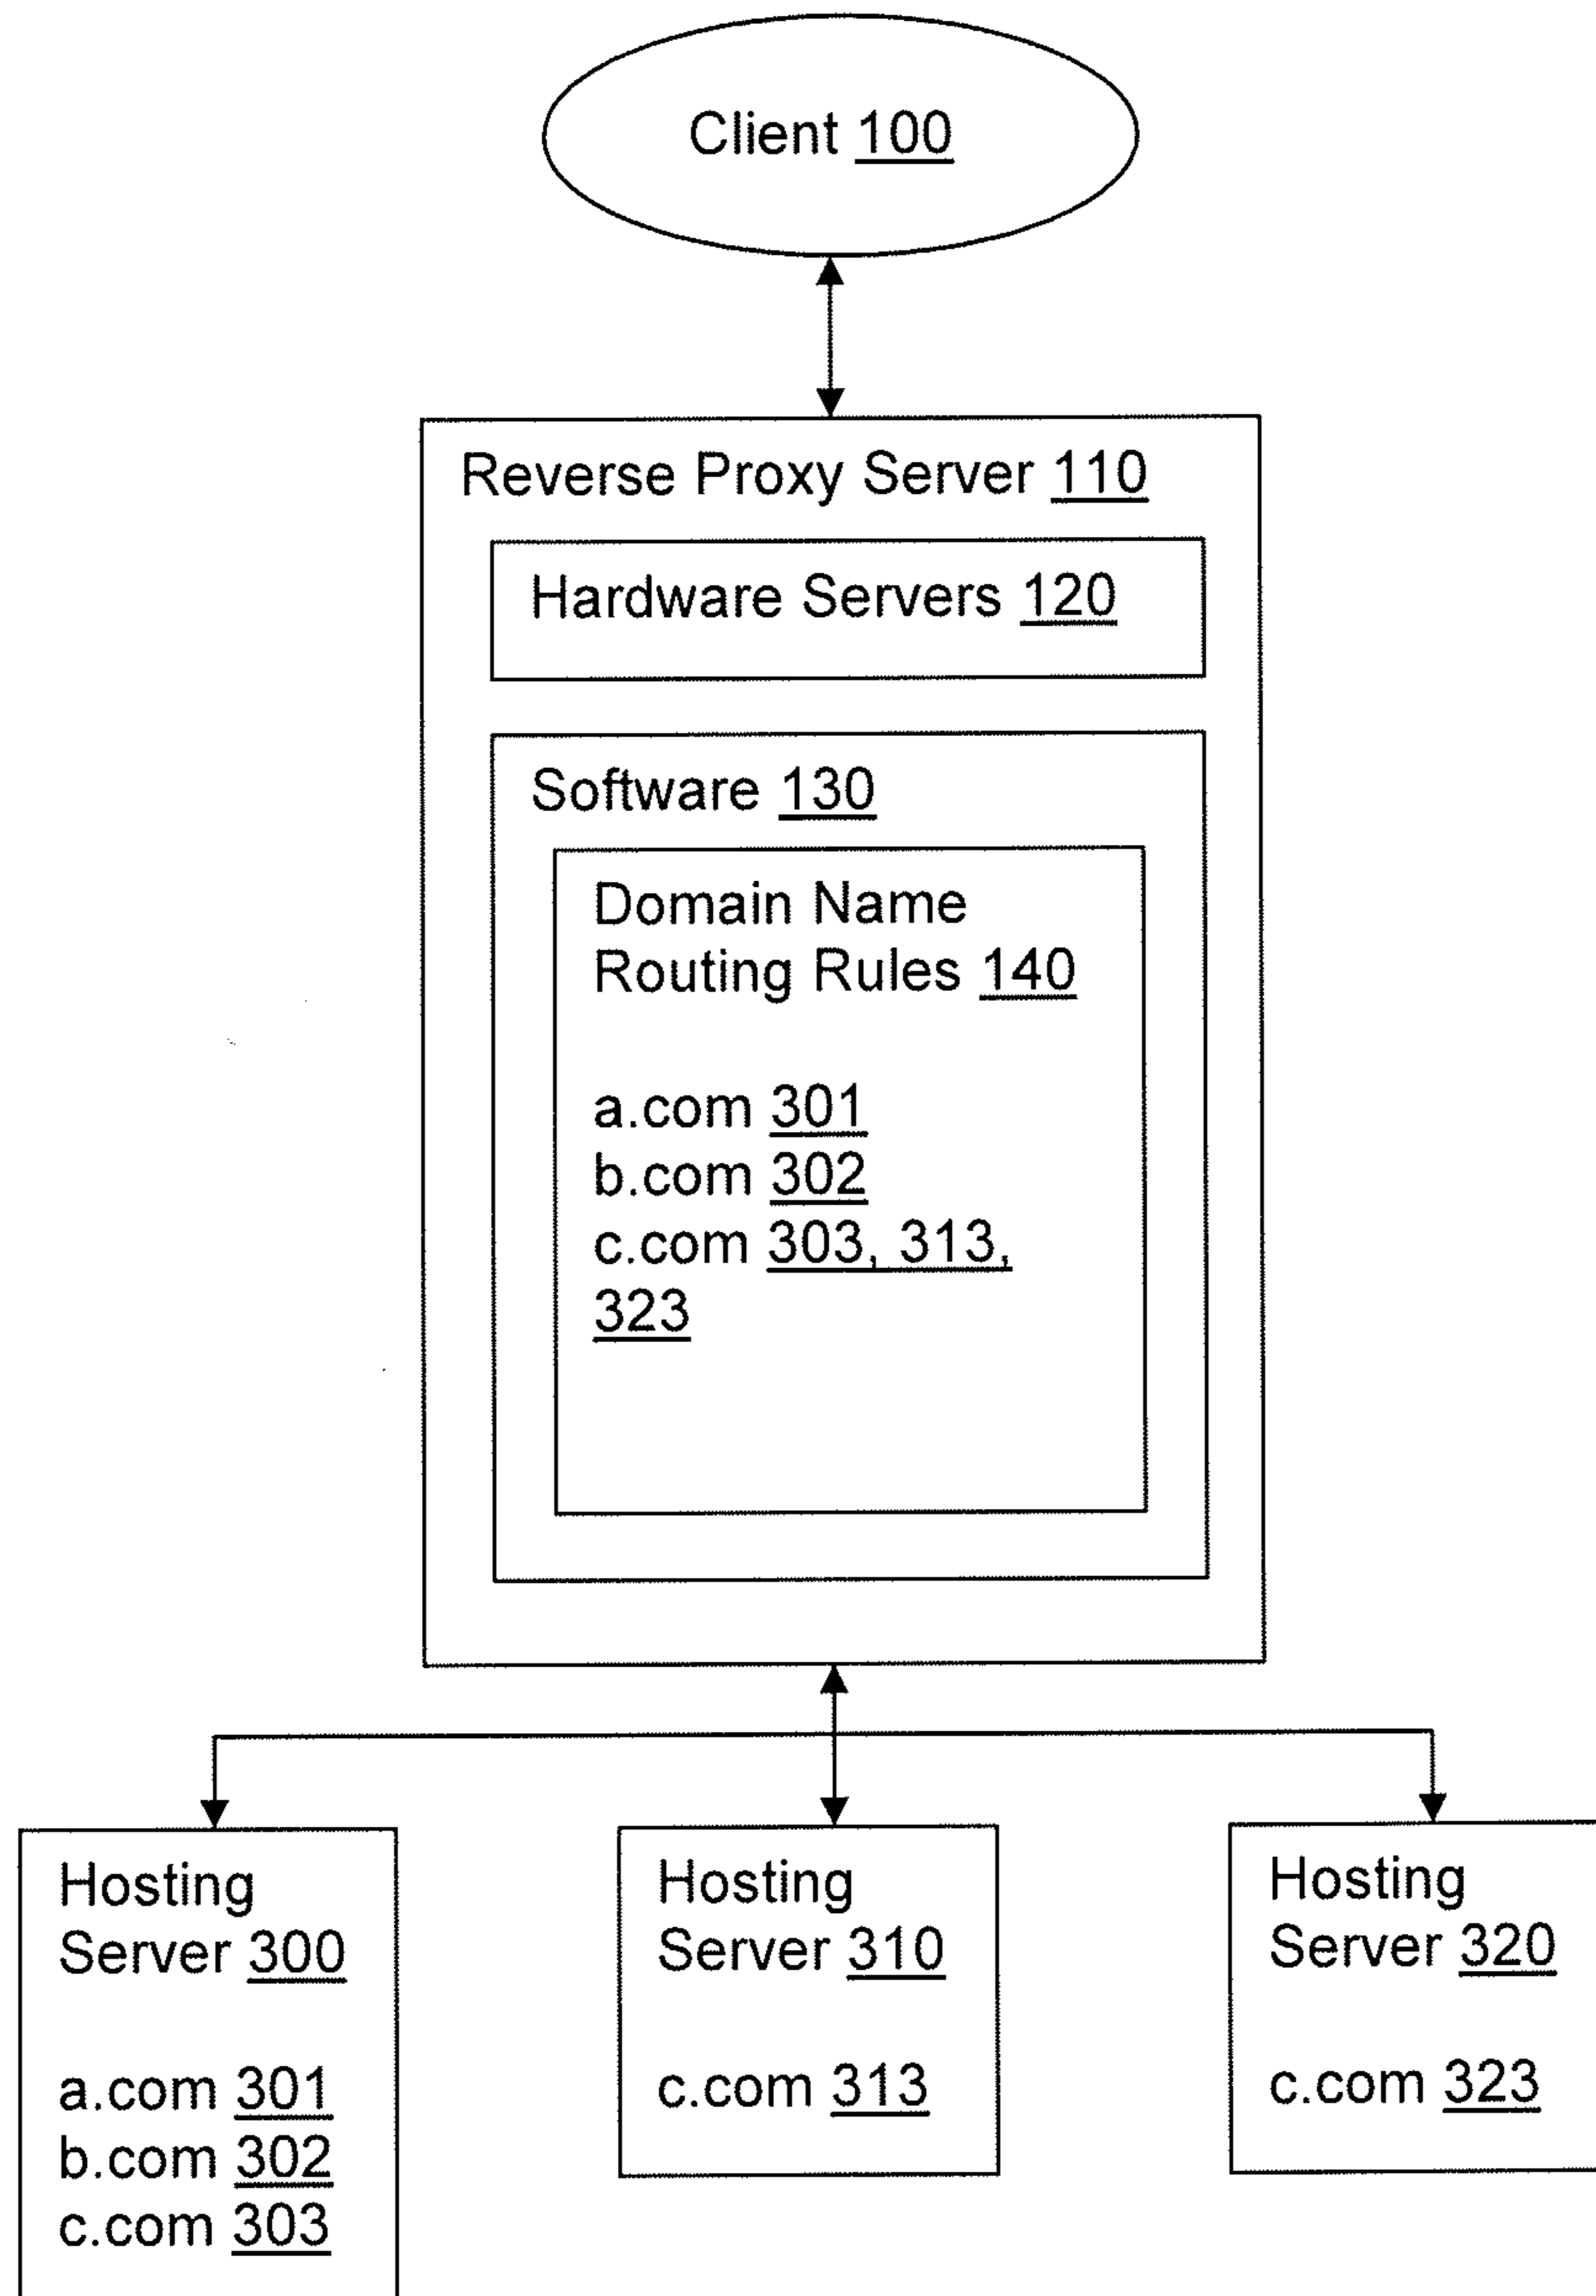 Client 100
Reverse Proxy Server 110
Hardware Servers 120
Software 130
Domain Name
Routing Rules 140
a.com 301
b.com 302
c.com 303, 313,
323
Hosting
Server 300
a.com 301
b.com 302
c.com 303
Hosting
Server 310
c.com 313
Hosting
Server 320
c.com 323